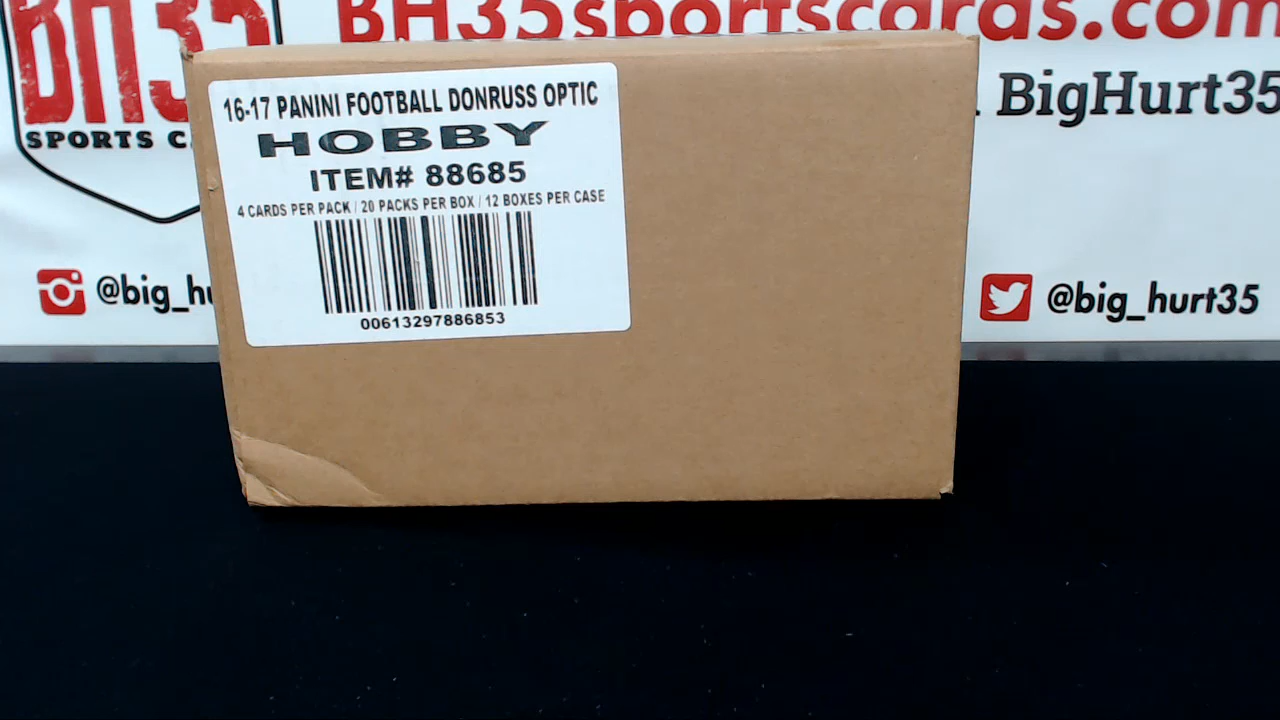 BH35
SPORTS C
BH35sportscards.com
BigHurt35
16-17 PANINI FOOTBALL DONRUSS OPTIC
HOBBY
ITEM# 88685
4 CARDS PER PACK / 20 PACKS PER BOX / 12 BOXES PER CASE
00613297886853
@big_hu
@big_hurt35